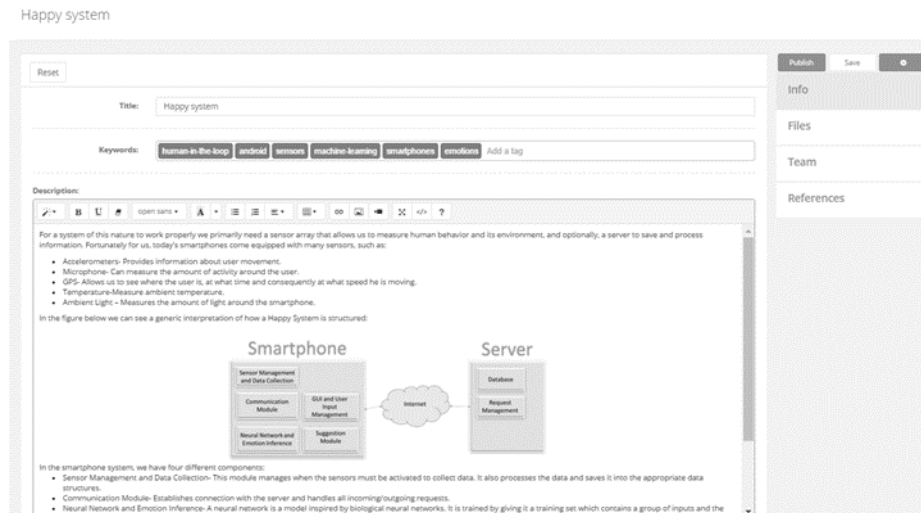 Happy system
Reset
Publish
Save
Info
Files
Team
References
Title:
Happy system
Keywords:
human-in-the-loop android sensors machine-learning smartphones emotions Add a tag
Description:
B U open sans A </> ?
For a system of this nature to work properly we primarily need a sensor array that allows us to measure human behavior and its environment, and optionally, a server to save and process
information. Fortunately for us, today's smartphones come equipped with many sensors, such as:
• Accelerometers- Provides information about user movement.
• Microphone- Can measure the amount of activity around the user.
• GPS- Allows us to see where the user is, at what time and consequently at what speed he is moving.
• Temperature-Measure ambient temperature.
• Ambient Light – Measures the amount of light around the smartphone.
In the figure below we can see a generic interpretation of how a Happy System is structured:
Smartphone
Server
Sensor Management
and Data Collection
Communication
Module
GUI and User
Input
Management
Neural Network and
Emotion Inference
Suggestion
Module
Internet
Database
Request
Management
In the smartphone system, we have four different components:
• Sensor Management and Data Collection- This module manages when the sensors must be activated to collect data. It also processes the data and saves it into the appropriate data
structures.
• Communication Module- Establishes connection with the server and handles all incoming/outgoing requests.
• Neural Network and Emotion Inference- A neural network is a model inspired by biological neural networks. It is trained by giving it a training set which contains a group of inputs and the